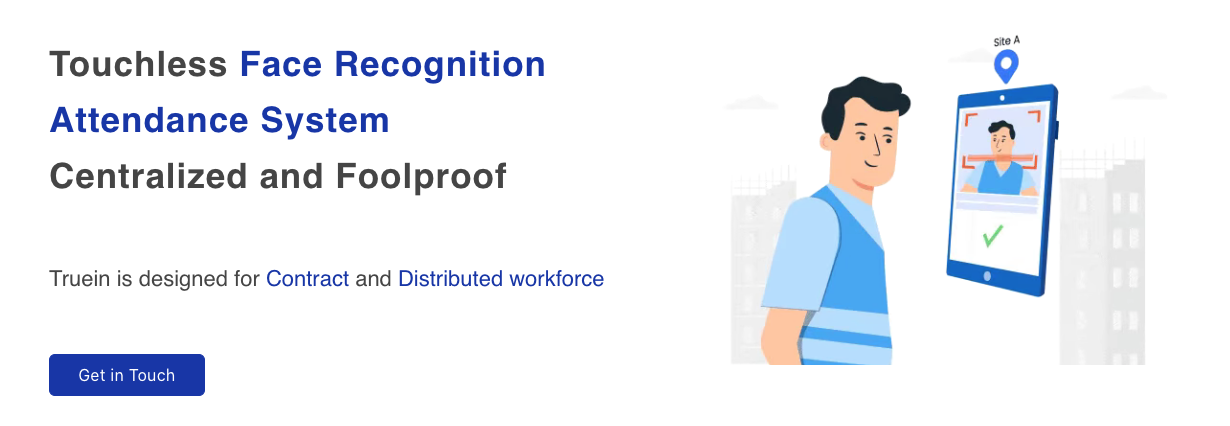 Touchless Face Recognition
Attendance System
Centralized and Foolproof
Truein is designed for Contract and Distributed workforce
Get in Touch
Site A